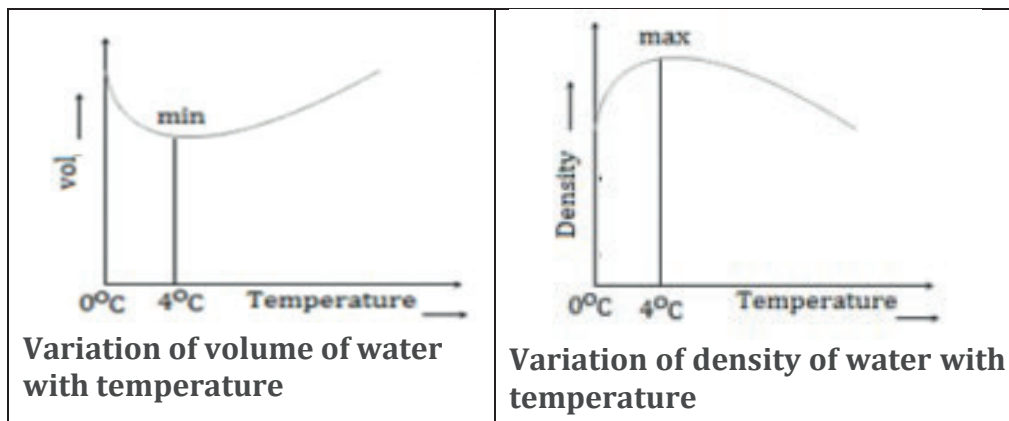 min
vol
0°C
4°C
Temperature
Variation of volume of water
with temperature
max
Density
0°C
4°C
Temperature
Variation of density of water with
temperature